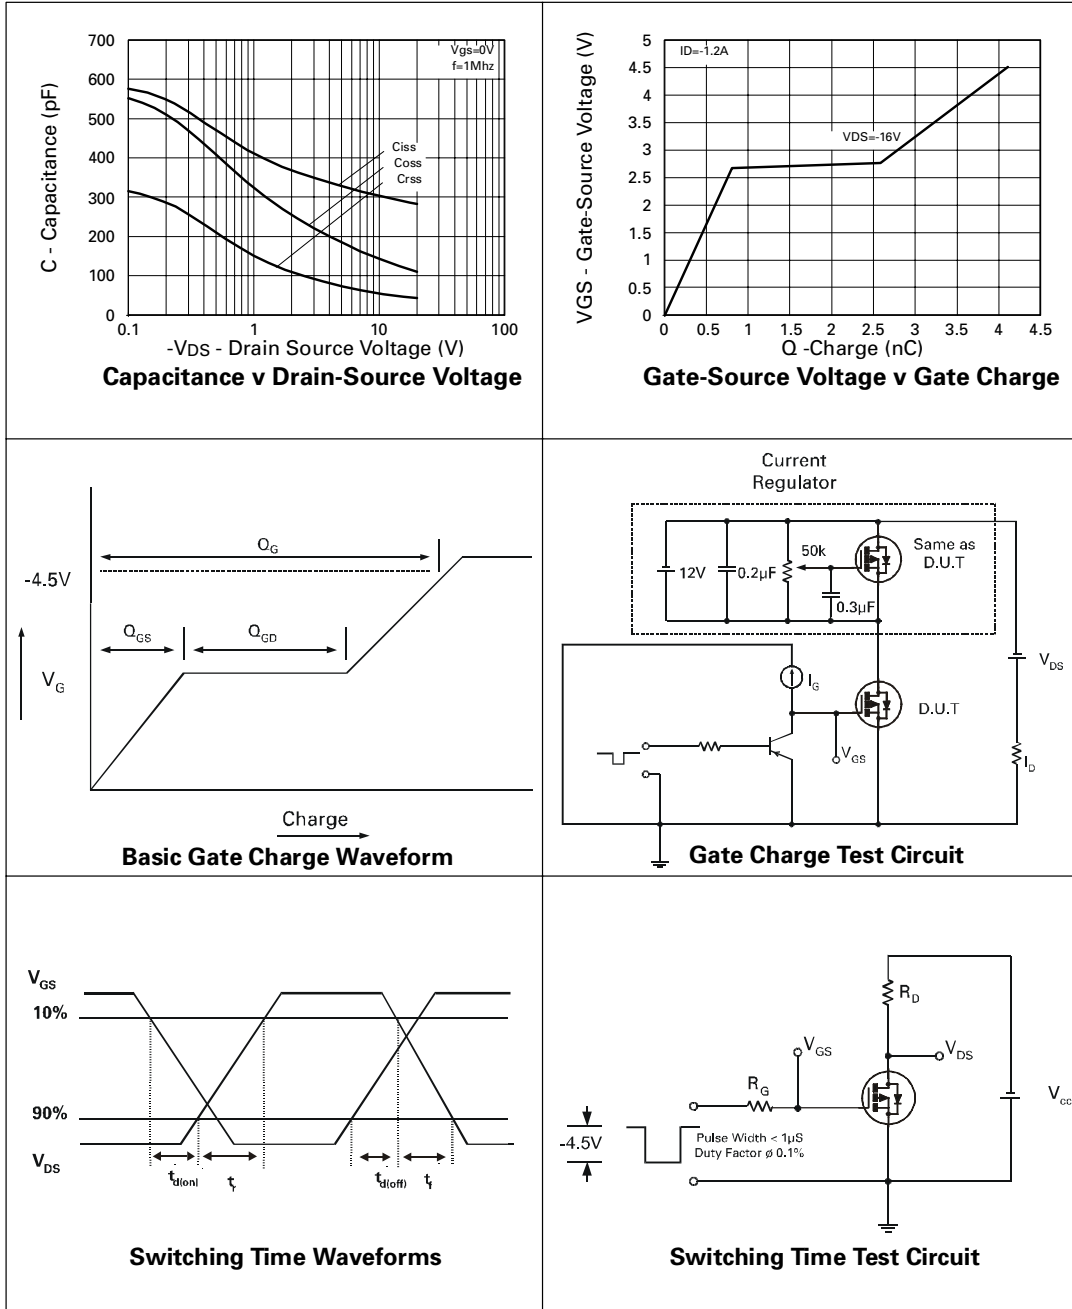 700
600
500
400
300
200
100
0
C - Capacitance (pF)
Vgs=0V
f=1Mhz
Ciss
Coss
Crss
0.1
1
10
100
-VDS - Drain Source Voltage (V)
Capacitance v Drain-Source Voltage
5
4.5
4
3.5
3
2.5
2
1.5
1
0.5
0
VGS - Gate-Source Voltage (V)
ID=-1.2A
VDS=-16V
0 0.5 1 1.5 2 2.5 3 3.5 4 4.5
Q -Charge (nC)
Gate-Source Voltage v Gate Charge
QG
-4.5V
QGS
QGD
VG
Charge
Basic Gate Charge Waveform
Current
Regulator
50k
Same as
D.U.T
12V
0.2µF
0.3µF
IG
VDS
D.U.T
VGS
ID
Gate Charge Test Circuit
VGS
10%
90%
VDS
td(on)
tr
td(off)
tf
Switching Time Waveforms
RD
VGS
VDS
RG
VCC
-4.5V
Pulse Width < 1µS
Duty Factor ø 0.1%
Switching Time Test Circuit